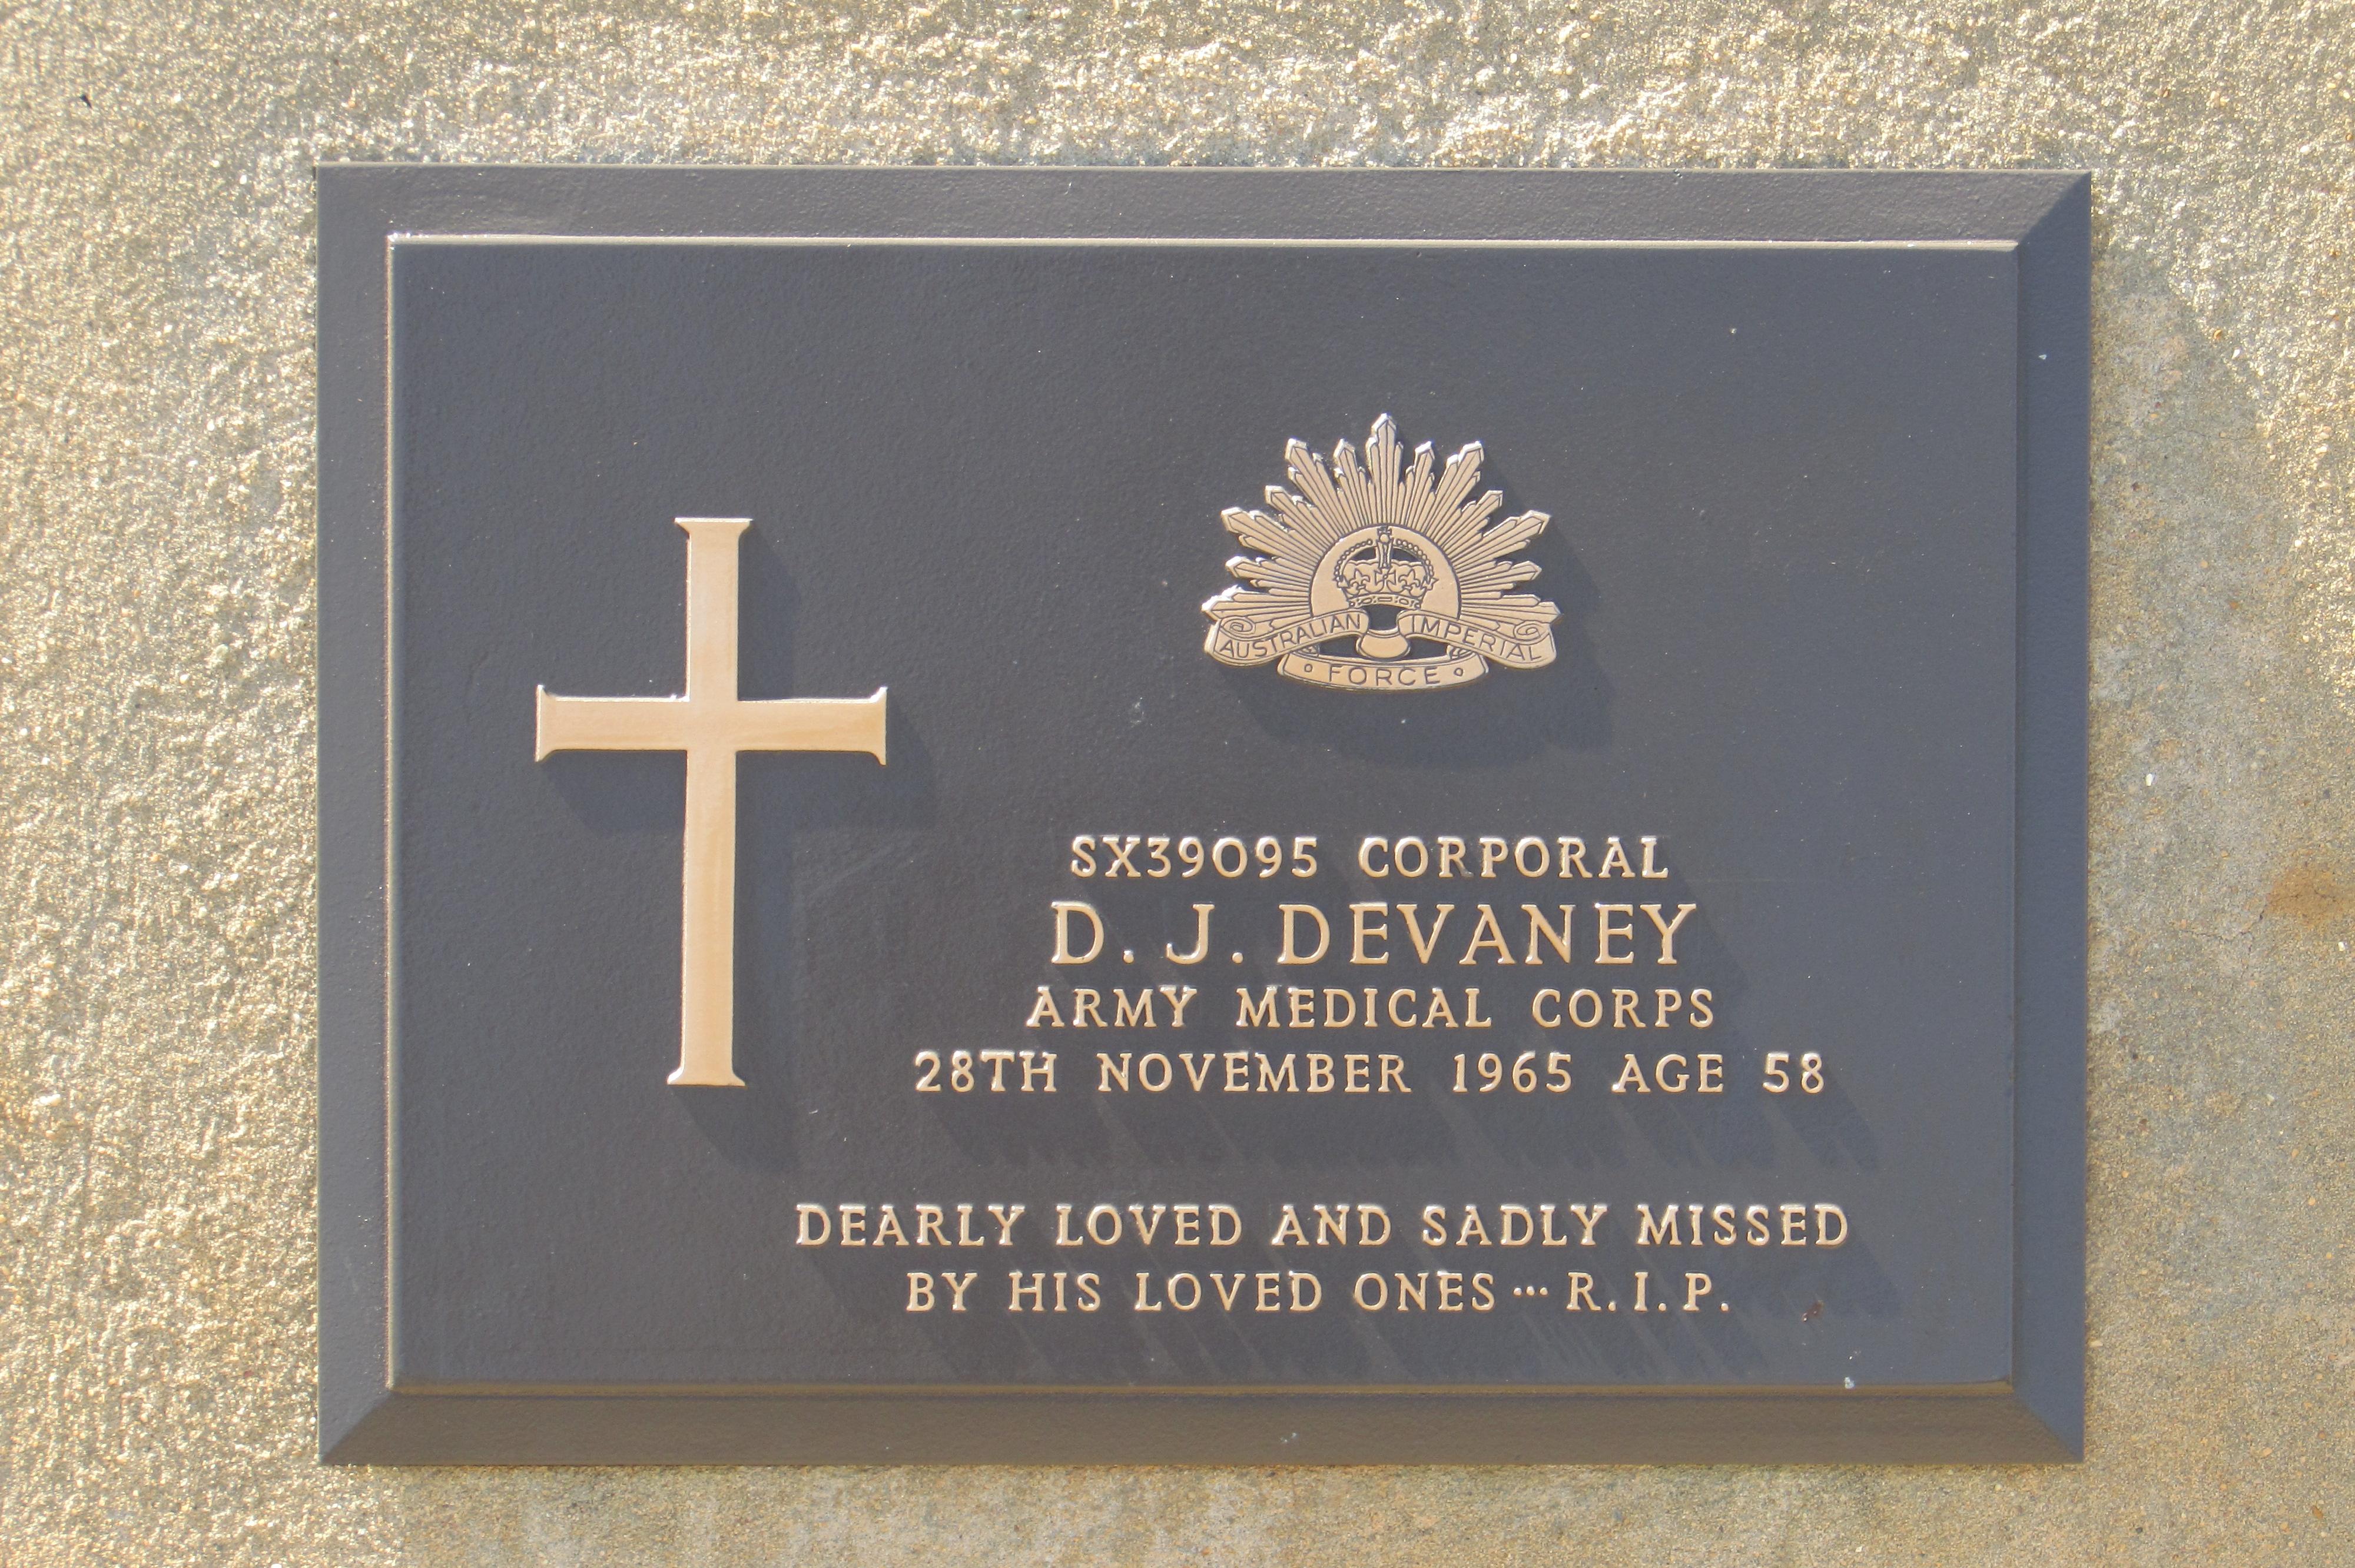 AUSTRALIAN IMPERIAL
FORCE
SX39095 CORPORAL
D. J. DEVANEY
ARMY MEDICAL CORPS
28TH NOVEMBER 1965 AGE 58
DEARLY LOVED AND SADLY MISSED
BY HIS LOVED ONES ··· R. I. P.